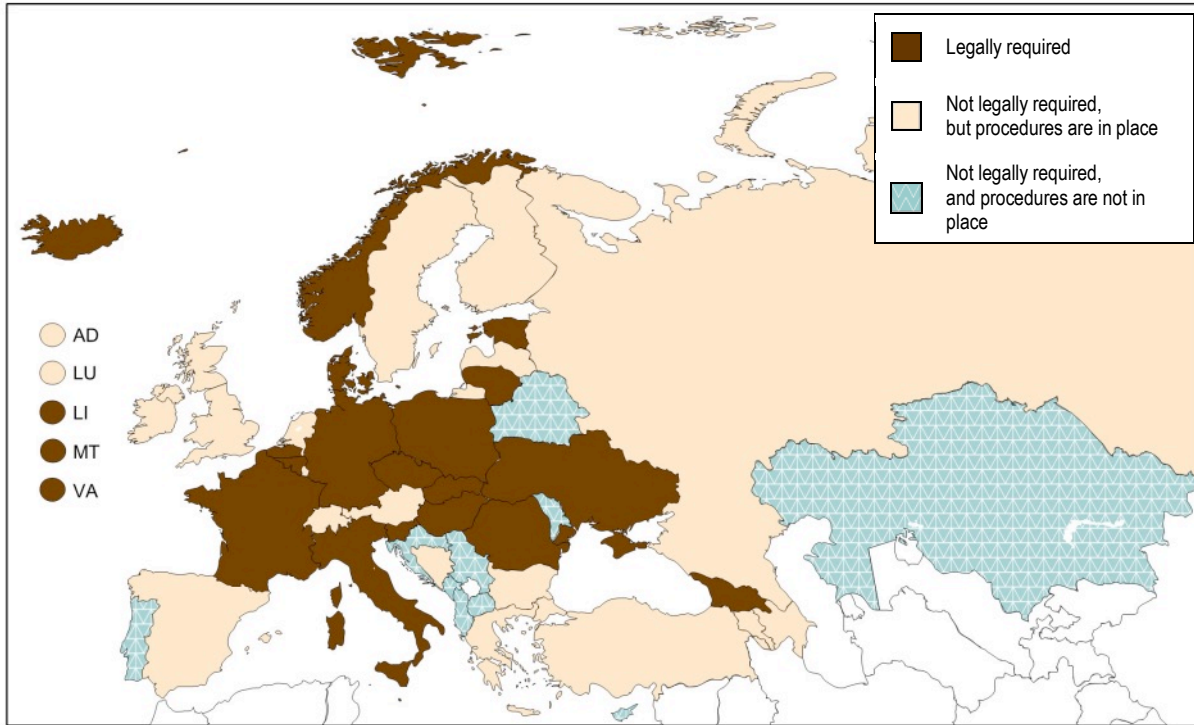 Legally required
Not legally required,
but procedures are in place
Not legally required,
and procedures are not in
place
AD
LU
LI
MT
VA